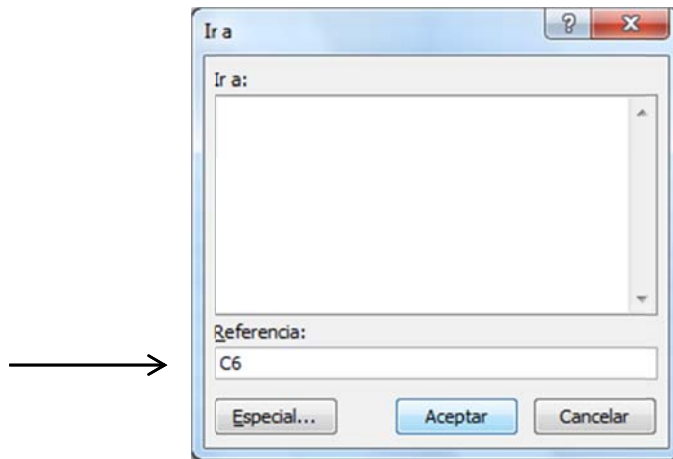 Ir a
Ir a:
Referencia:
C6
Especial... Aceptar Cancelar